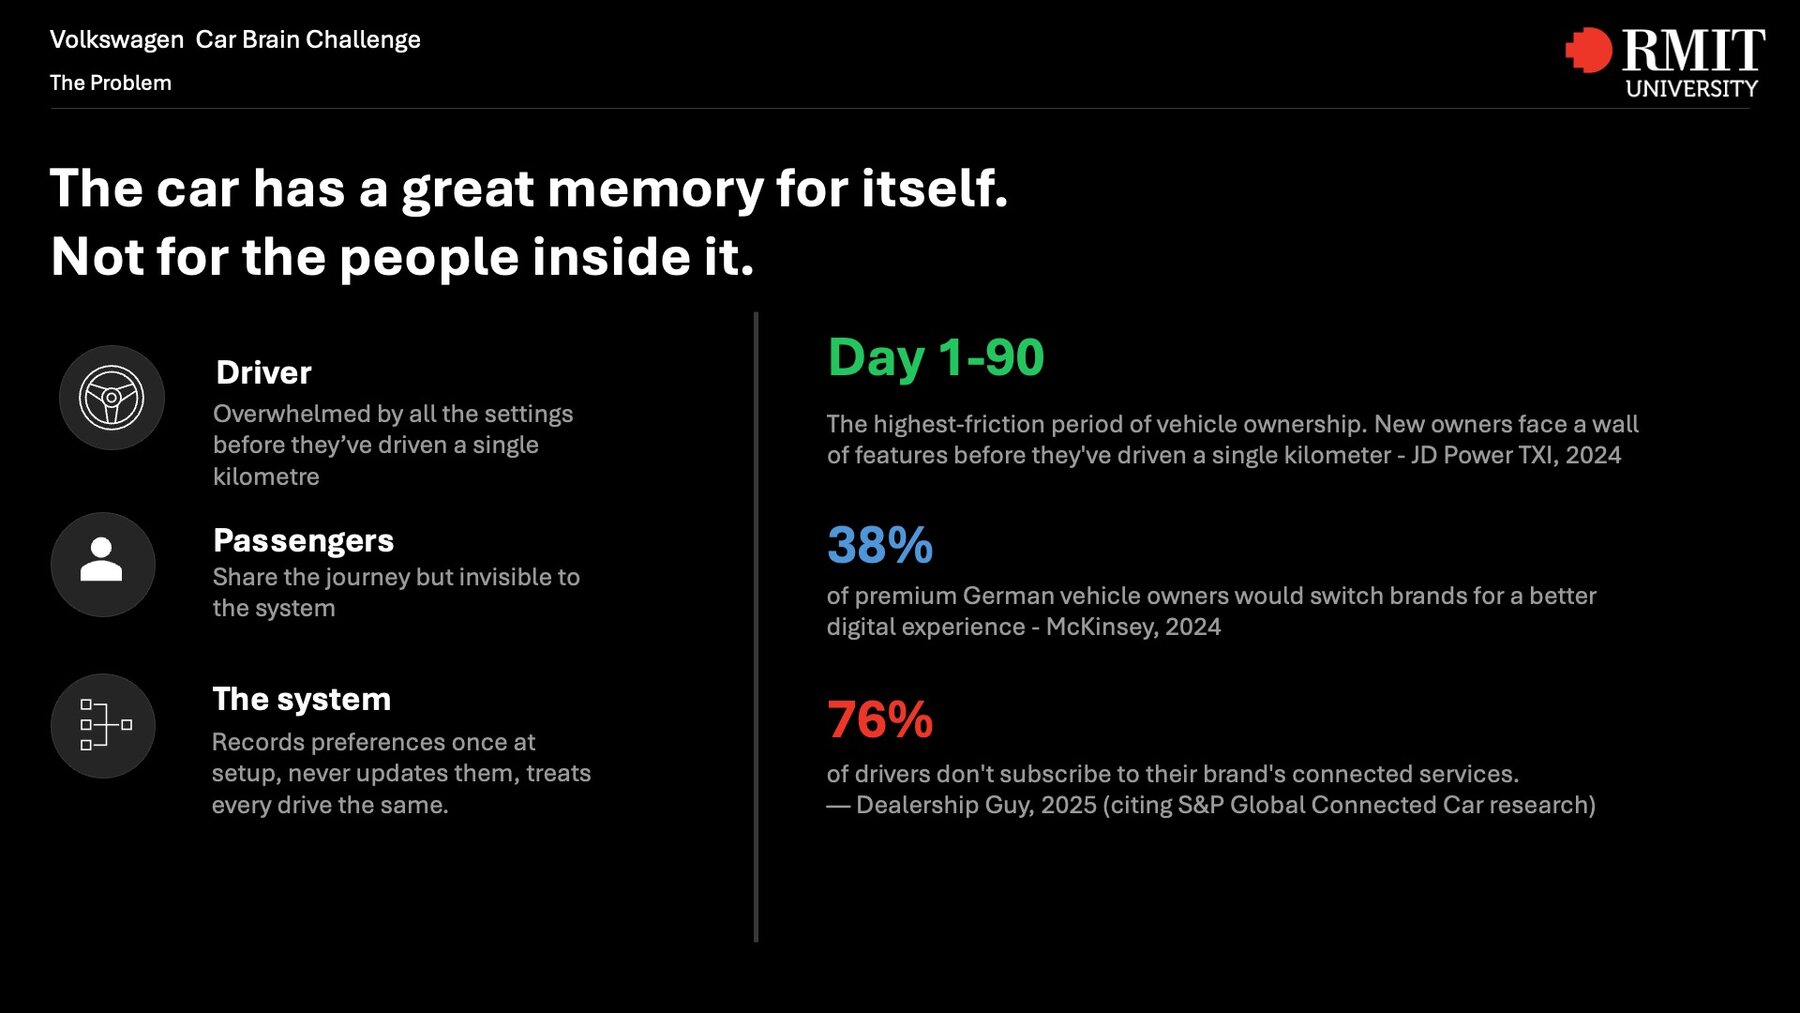 Volkswagen  Car Brain Challenge
The Problem
RMIT
UNIVERSITY
The car has a great memory for itself.
Not for the people inside it.
Driver
Overwhelmed by all the settings
before they’ve driven a single
kilometre
Passengers
Share the journey but invisible to
the system
The system
Records preferences once at
setup, never updates them, treats
every drive the same.
Day 1-90
The highest-friction period of vehicle ownership. New owners face a wall
of features before they've driven a single kilometer - JD Power TXI, 2024
38%
of premium German vehicle owners would switch brands for a better
digital experience - McKinsey, 2024
76%
of drivers don't subscribe to their brand's connected services.
— Dealership Guy, 2025 (citing S&P Global Connected Car research)